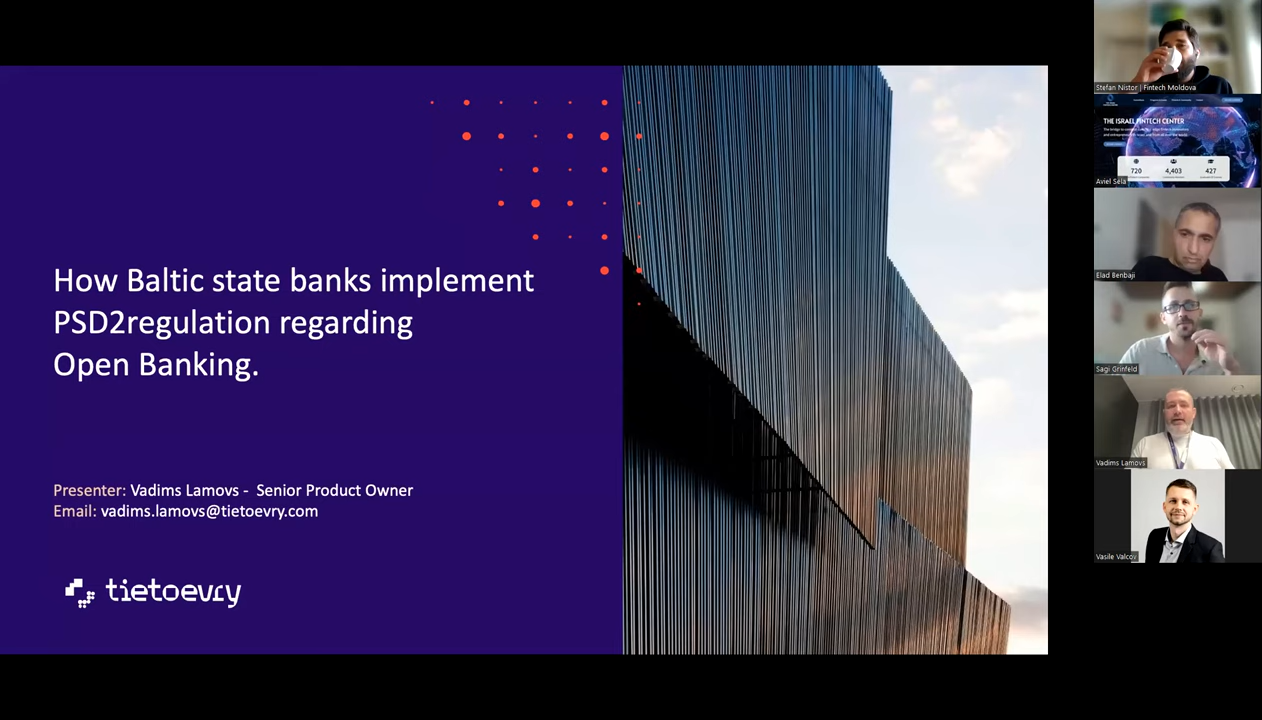 How Baltic state banks implement
PSD2regulation regarding
Open Banking.
Presenter: Vadims Lamovs - Senior Product Owner
Email: vadims.lamovs@tietoevry.com
tietoevry
Stefan Nistor | Fintech Moldova
THE ISRAEL FINTECH CENTER
720
4,403
427
Aviel Sela
Elad Benbaji
Sagi Grinfeld
Vadims Lamovs
Vasile Valcov